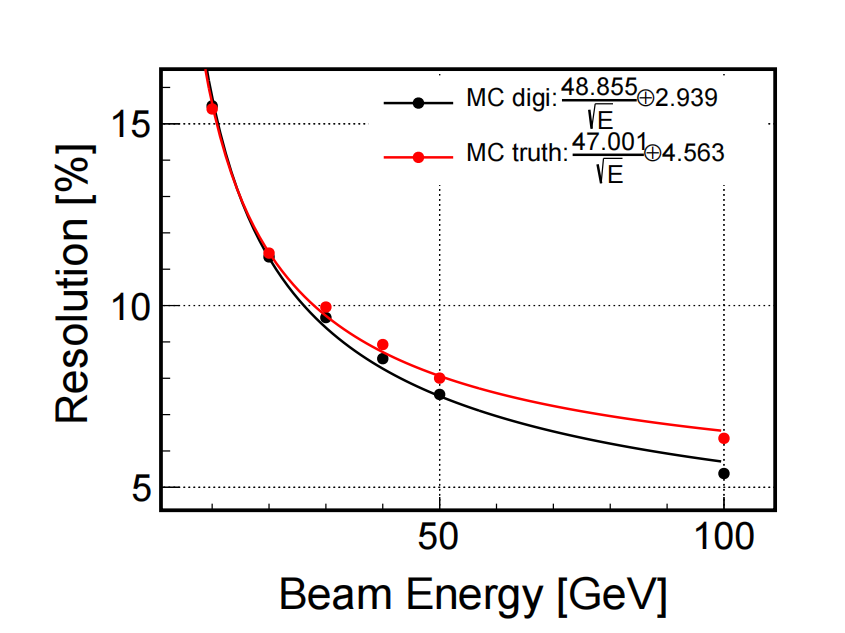 48.855
MC digi: ⊕2.939
√E
15
47.001
MC truth: ⊕4.563
√E
10
5
50 100
Resolution [%]
Beam Energy [GeV]